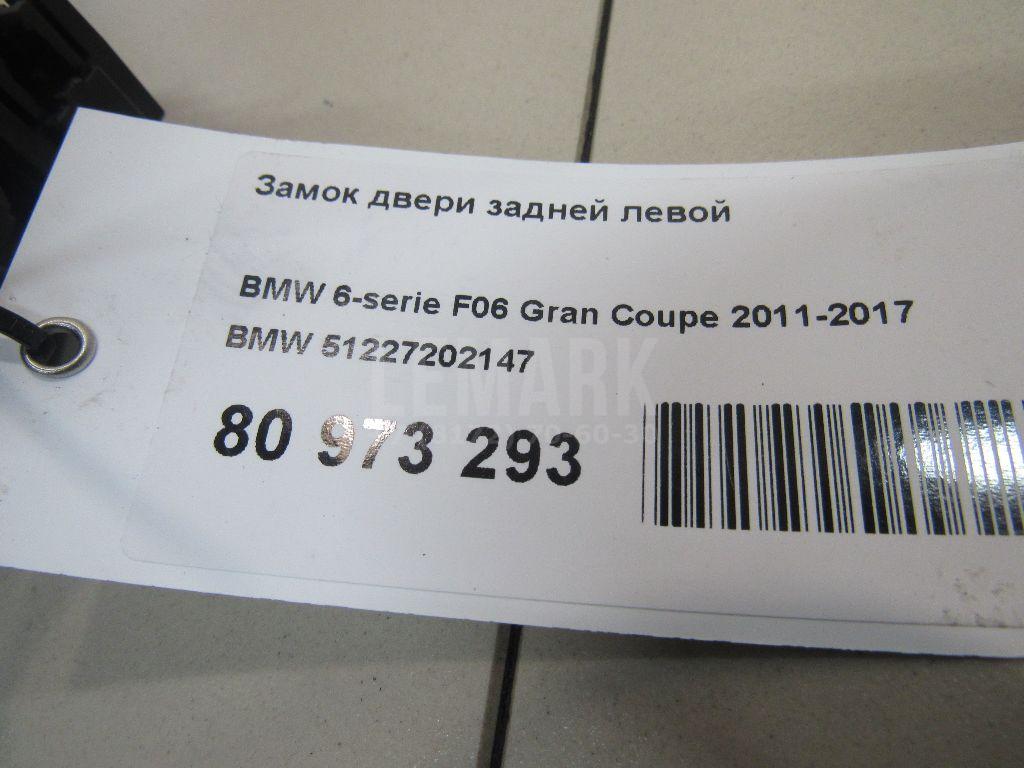 Замок двери задней левой
BMW 6-serie F06 Gran Coupe 2011-2017
BMW 51227202147
LEMARK
80 973 293